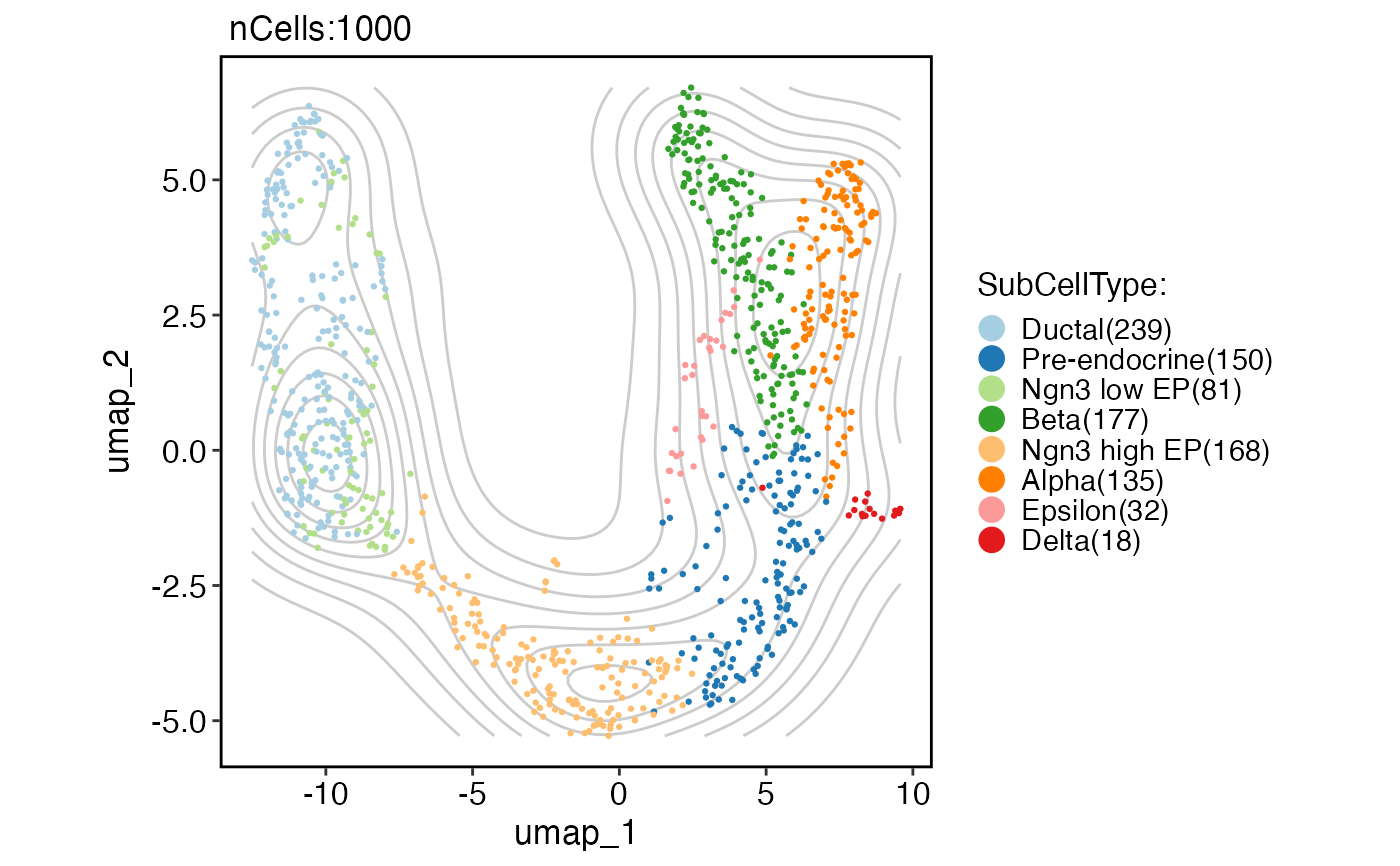 nCells:1000
umap_2
5.0
2.5
0.0
-2.5
-5.0
-10
-5
0
5
10
umap_1
SubCellType:
Ductal(239)
Pre-endocrine(150)
Ngn3 low EP(81)
Beta(177)
Ngn3 high EP(168)
Alpha(135)
Epsilon(32)
Delta(18)